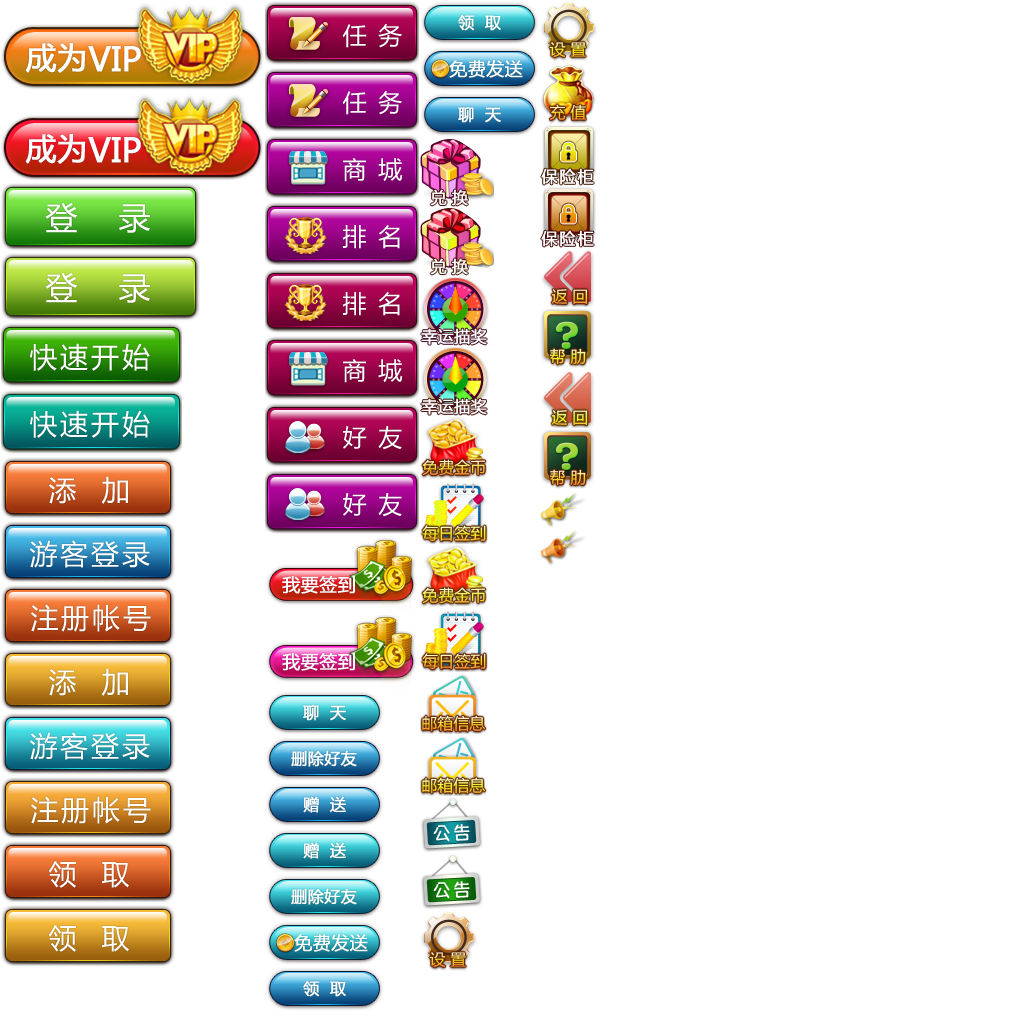 成为VIP
VIP
成为VIP
VIP
登 录
登 录
快速开始
快速开始
添 加
游客登录
注册帐号
添 加
游客登录
注册帐号
领 取
领 取
任 务
任 务
商 城
排 名
排 名
商 城
好 友
好 友
我要签到
我要签到
聊 天
删除好友
赠 送
赠 送
删除好友
免费发送
领 取
领 取
免费发送
聊 天
兑 换
兑 换
幸运描奖
幸运描奖
免费金币
每日签到
免费金币
每日签到
邮箱信息
邮箱信息
公告
公告
设 置
设 置
充 值
保险柜
保险柜
返 回
?
帮 肋
返 回
?
帮 肋